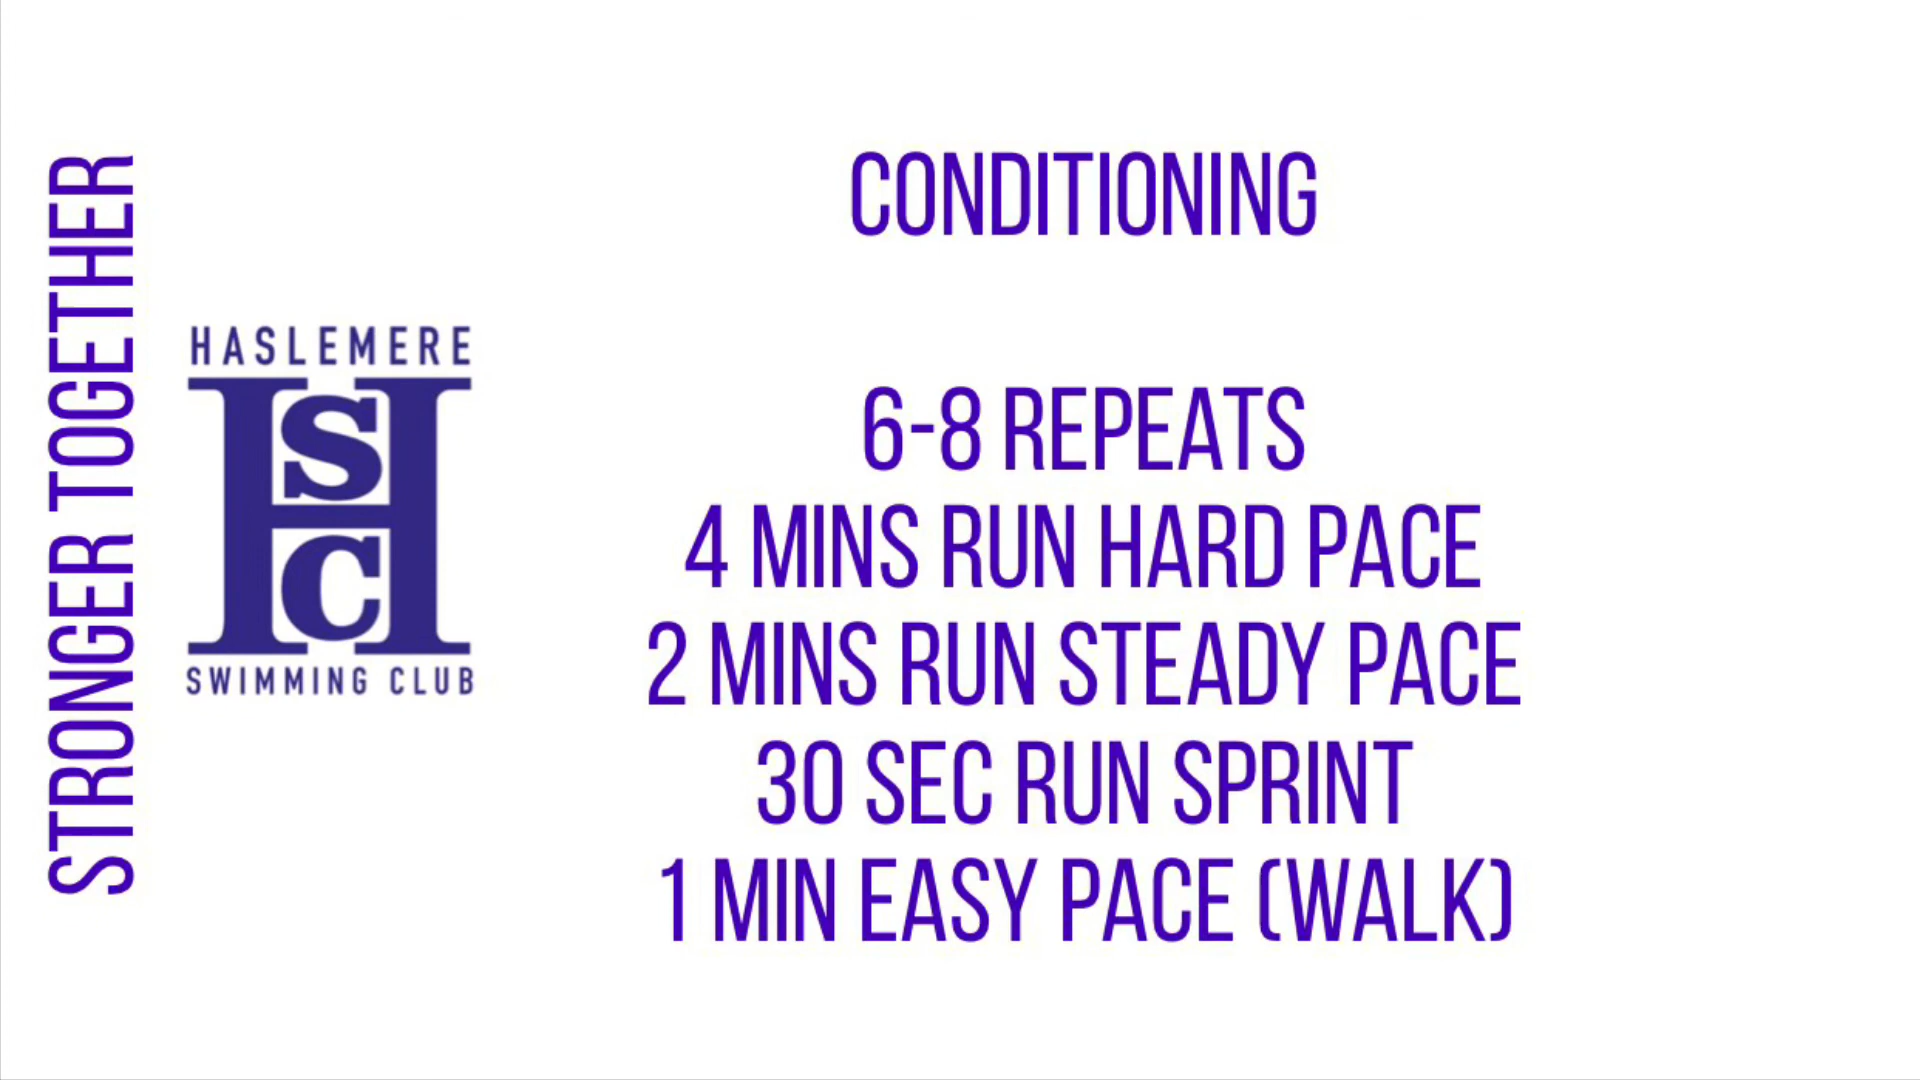 STRONGER TOGETHER
HASLEMERE
HSC
SWIMMING CLUB
CONDITIONING
6-8 REPEATS
4 MINS RUN HARD PACE
2 MINS RUN STEADY PACE
30 SEC RUN SPRINT
1 MIN EASY PACE (WALK)